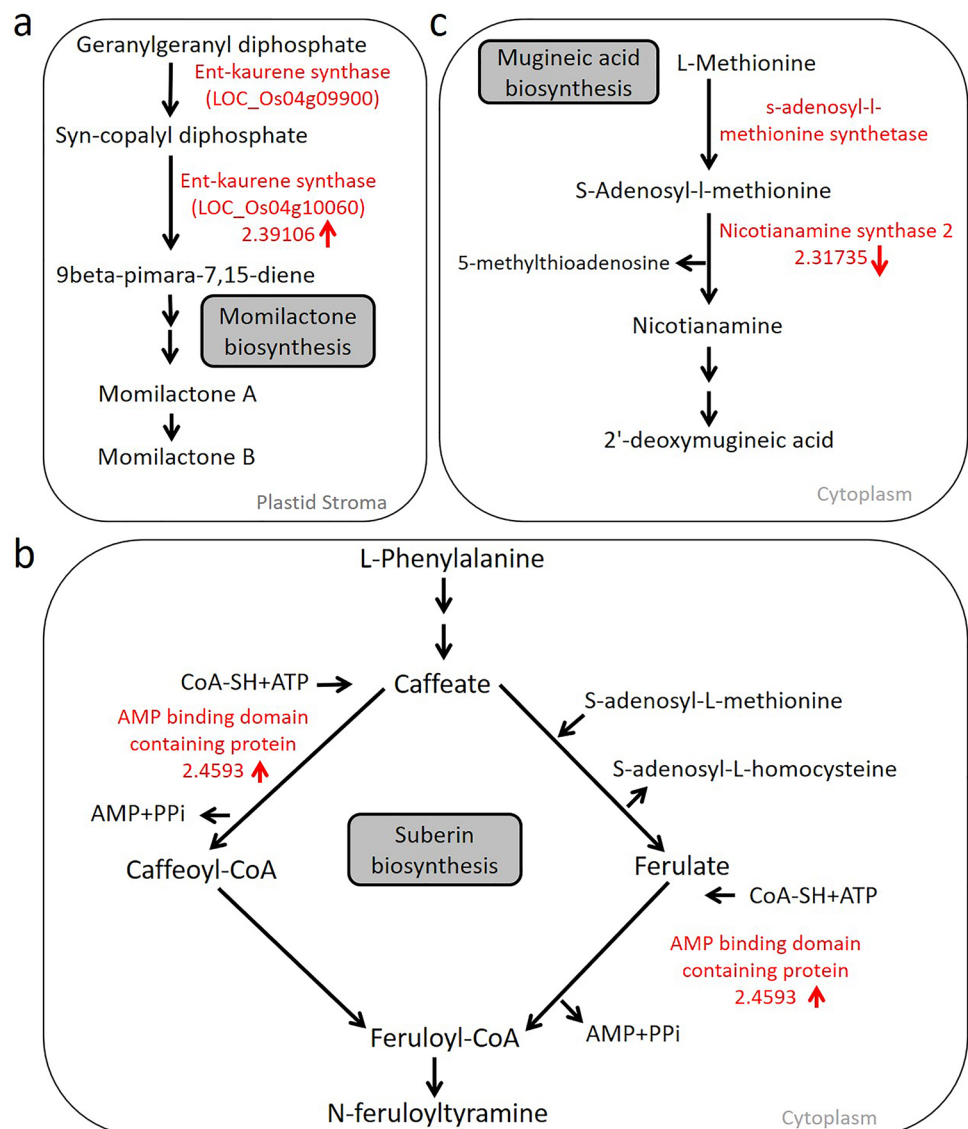 a
Geranylgeranyl diphosphate
Ent-kaurene synthase
(LOC_Os04g09900)
Syn-copalyl diphosphate
Ent-kaurene synthase
(LOC_Os04g10060)
2.39106
9beta-pimara-7,15-diene
Momilactone
biosynthesis
Momilactone A
Momilactone B
Plastid Stroma
c
Mugineic acid
biosynthesis
L-Methionine
s-adenosyl-l-
methionine synthetase
S-Adenosyl-l-methionine
Nicotianamine synthase 2
2.31735
5-methylthioadenosine
Nicotianamine
2'-deoxymugineic acid
Cytoplasm
b
L-Phenylalanine
CoA-SH+ATP
Caffeate
S-adenosyl-L-methionine
AMP binding domain
containing protein
2.4593
S-adenosyl-L-homocysteine
AMP+PPi
Suberin
biosynthesis
Caffeoyl-CoA
Ferulate
CoA-SH+ATP
AMP binding domain
containing protein
2.4593
Feruloyl-CoA
AMP+PPi
N-feruloyltyramine
Cytoplasm